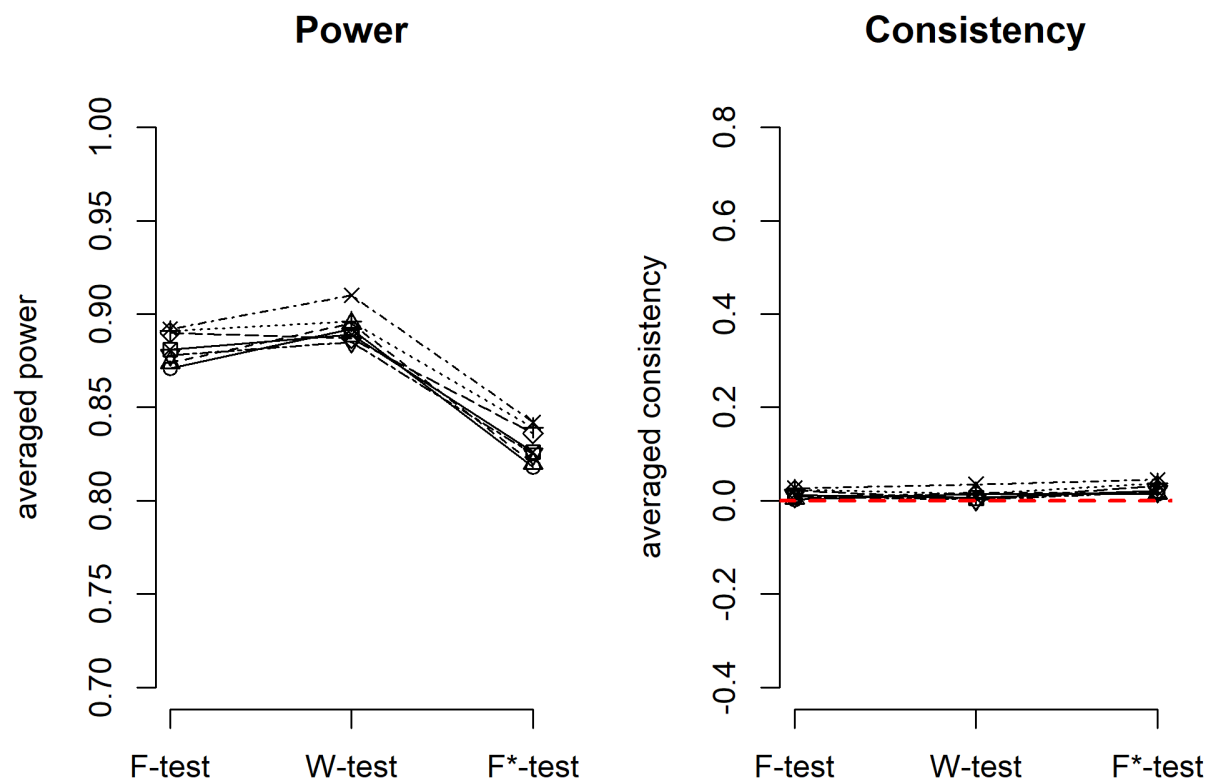 Power
averaged power
1.00
0.95
0.90
0.85
0.80
0.75
0.70
F-test
W-test
F*-test
Consistency
averaged consistency
0.8
0.6
0.4
0.2
0.0
-0.2
-0.4
F-test
W-test
F*-test